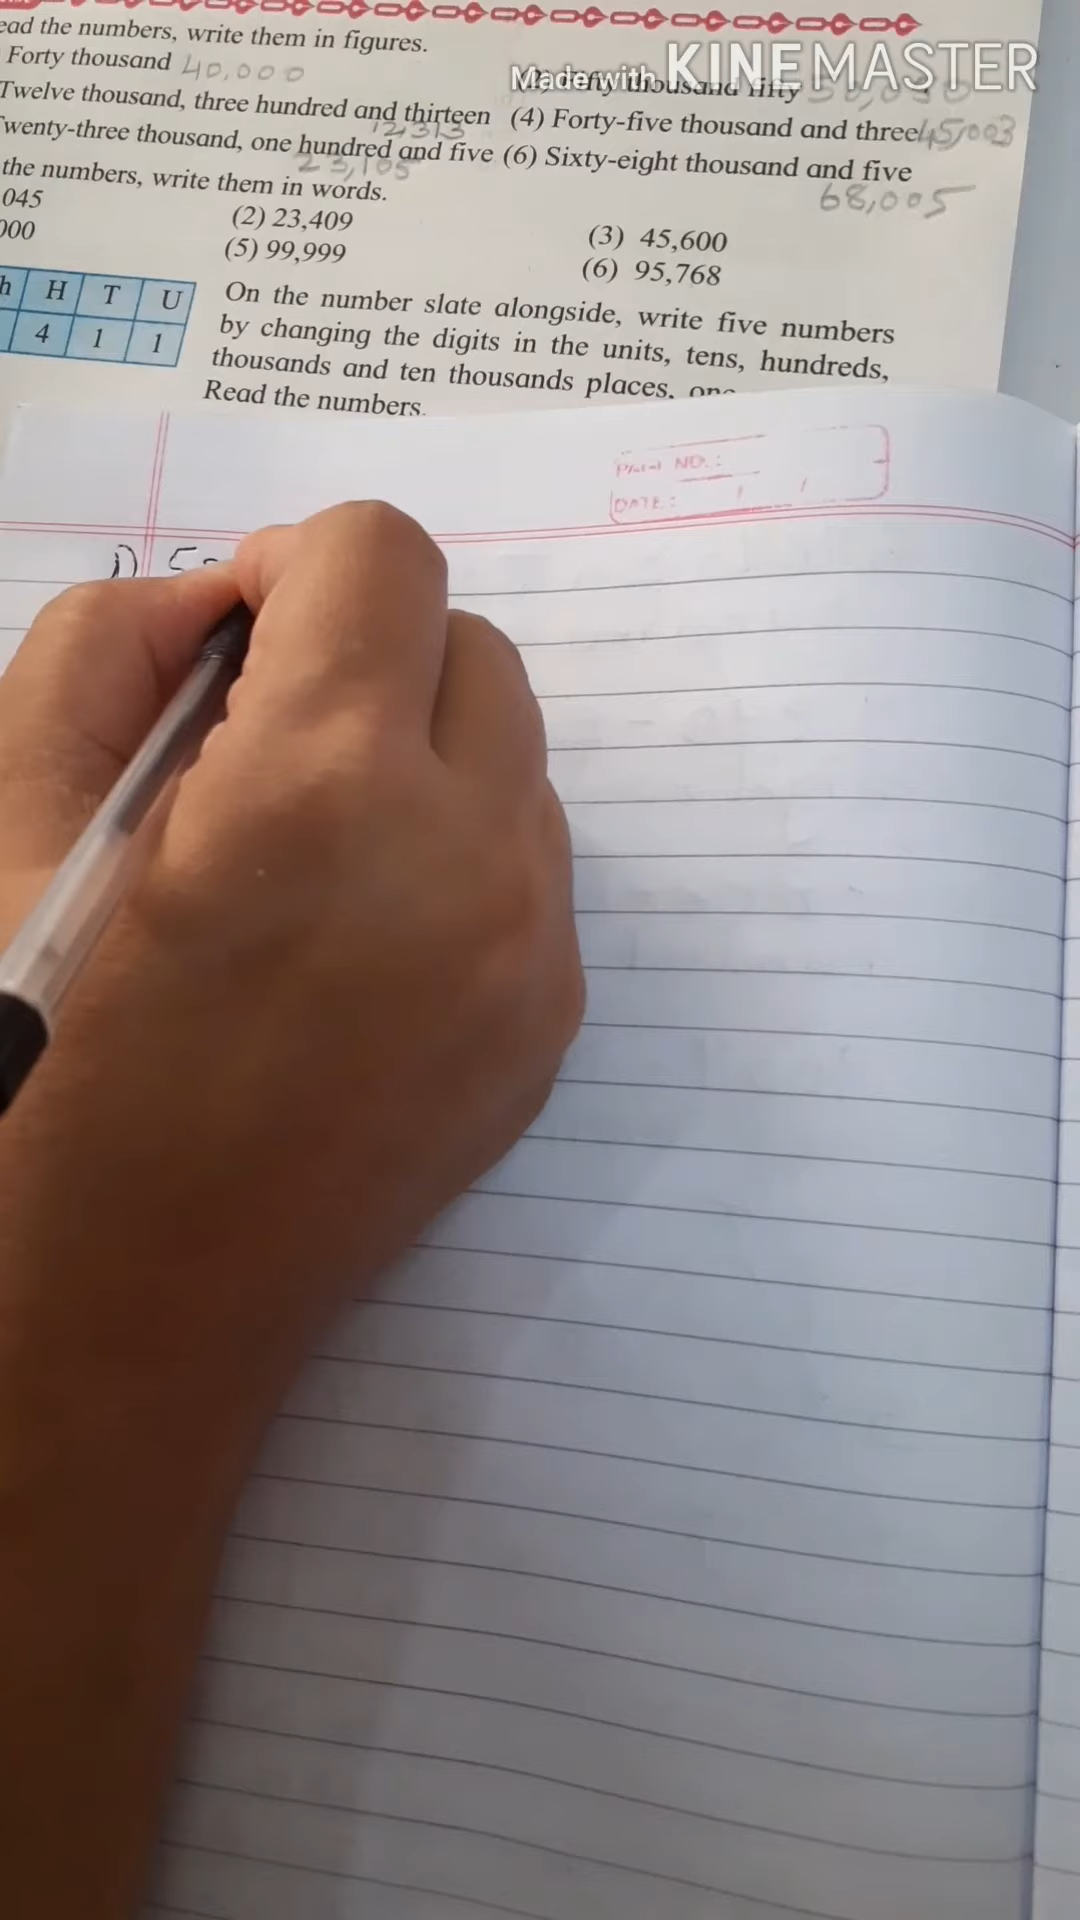 ead the numbers, write them in figures.
Forty thousand 40,000
thousand fifty 50,050
Made with KINEMASTER
Twelve thousand, three hundred and thirteen (4) Forty-five thousand and three 45,003
12,313
wenty-three thousand, one hundred and five (6) Sixty-eight thousand and five
23,105
68,005
the numbers, write them in words.
045 (2) 23,409 (3) 45,600
000 (5) 99,999 (6) 95,768
h H T U
4 1 1
On the number slate alongside, write five numbers
by changing the digits in the units, tens, hundreds,
thousands and ten thousands places,
Read the numbers.
NO.:
DATE: / /
1)